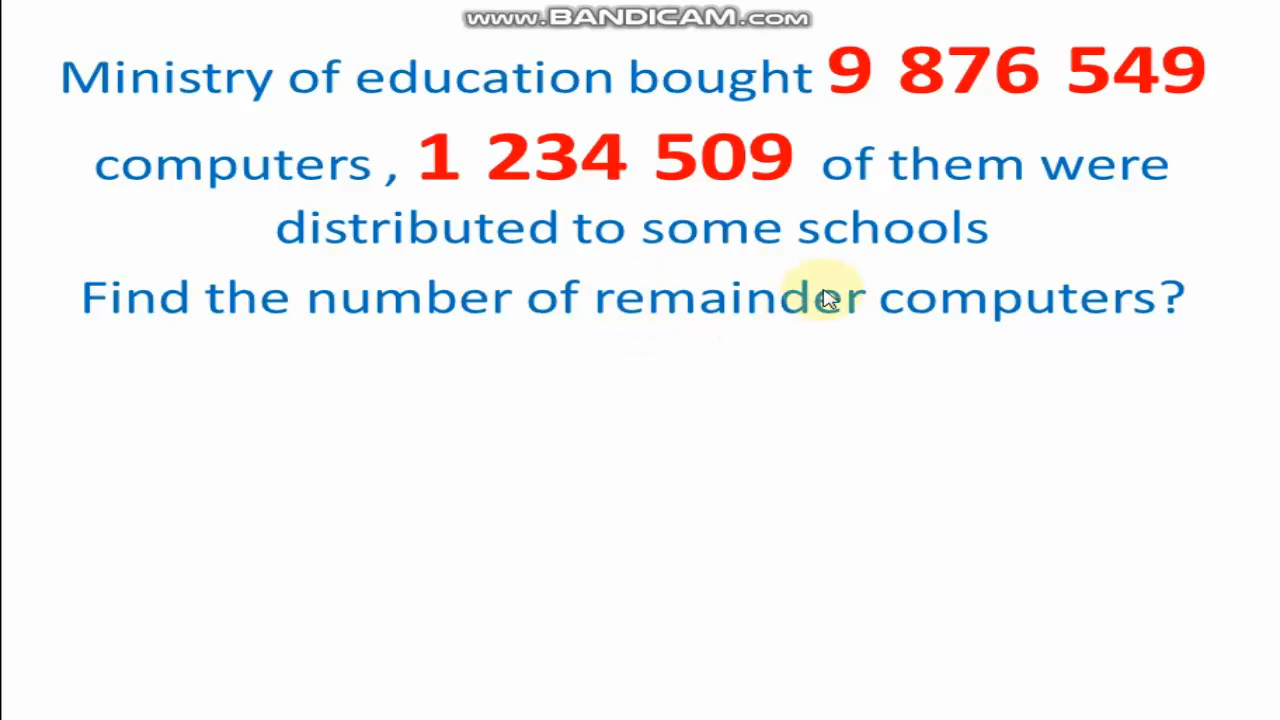 www.BANDICAM.com
Ministry of education bought 9 876 549
computers , 1 234 509 of them were
distributed to some schools
Find the number of remainder computers?